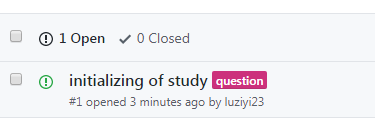 1 Open 0 Closed
initializing of study question
#1 opened 3 minutes ago by luziyi23